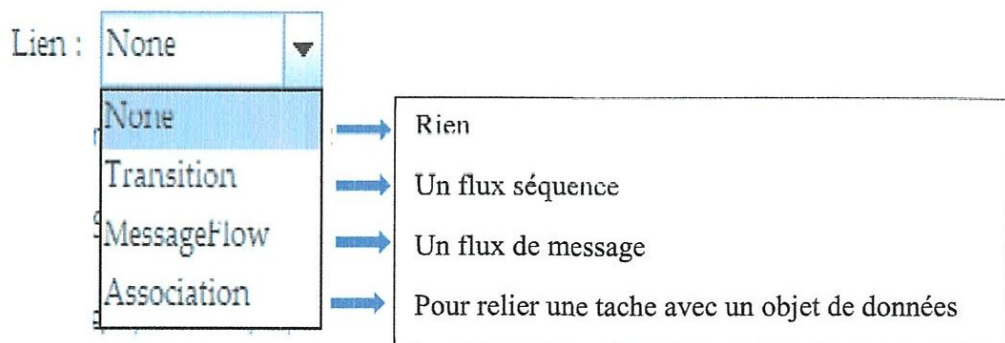 Lien : None
None
Rien
Transition
Un flux séquence
MessageFlow
Un flux de message
Association
Pour relier une tache avec un objet de données